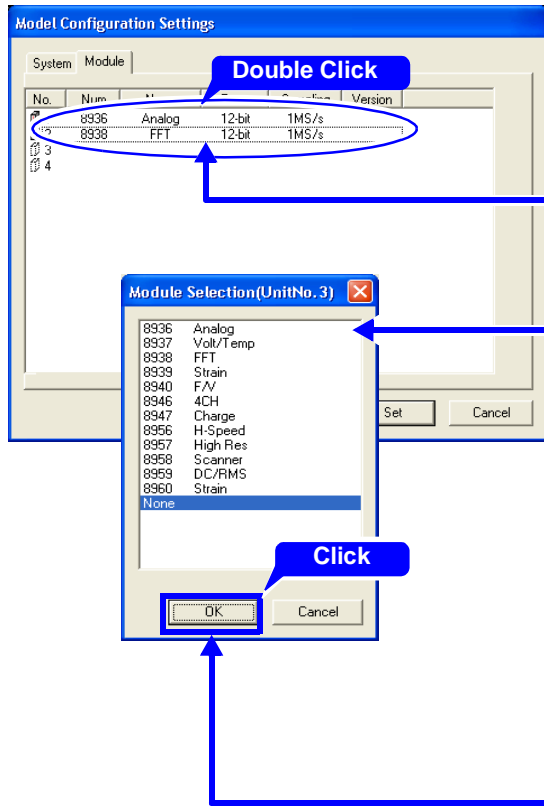 Model Configuration Settings
System Module
Double Click
No. Num Version
8936 Analog 12-bit 1MS/s
2 8938 FFT 12-bit 1MS/s
3
4
Module Selection(UnitNo. 3)
8936 Analog
8937 Volt/Temp
8938 FFT
8939 Strain
8940 F/V
8946 4CH
8947 Charge
8956 H-Speed
8957 High Res
8958 Scanner
8959 DC/RMS
8960 Strain
None
Set Cancel
Click
OK Cancel